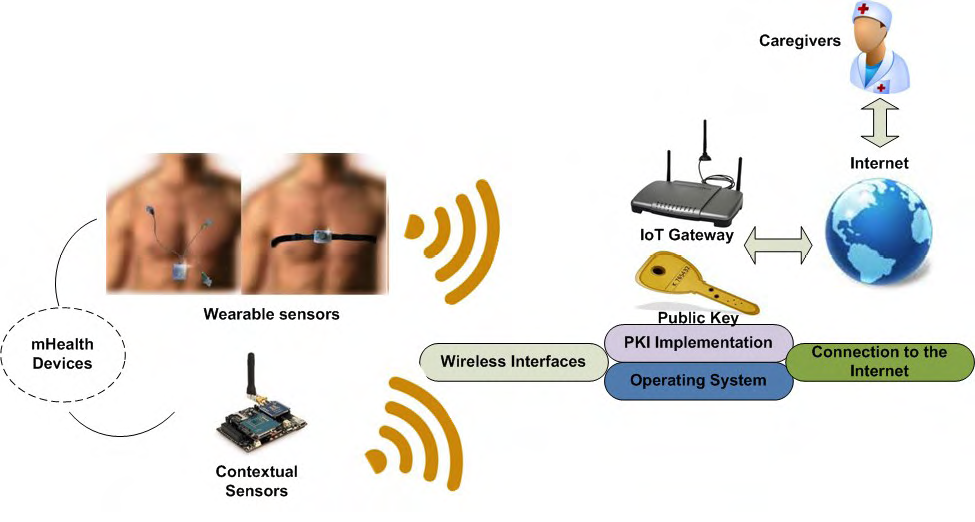 Caregivers
Internet
IoT Gateway
Public Key
Wearable sensors
mHealth
Devices
PKI Implementation
Wireless Interfaces
Operating System
Connection to the
Internet
Contextual
Sensors